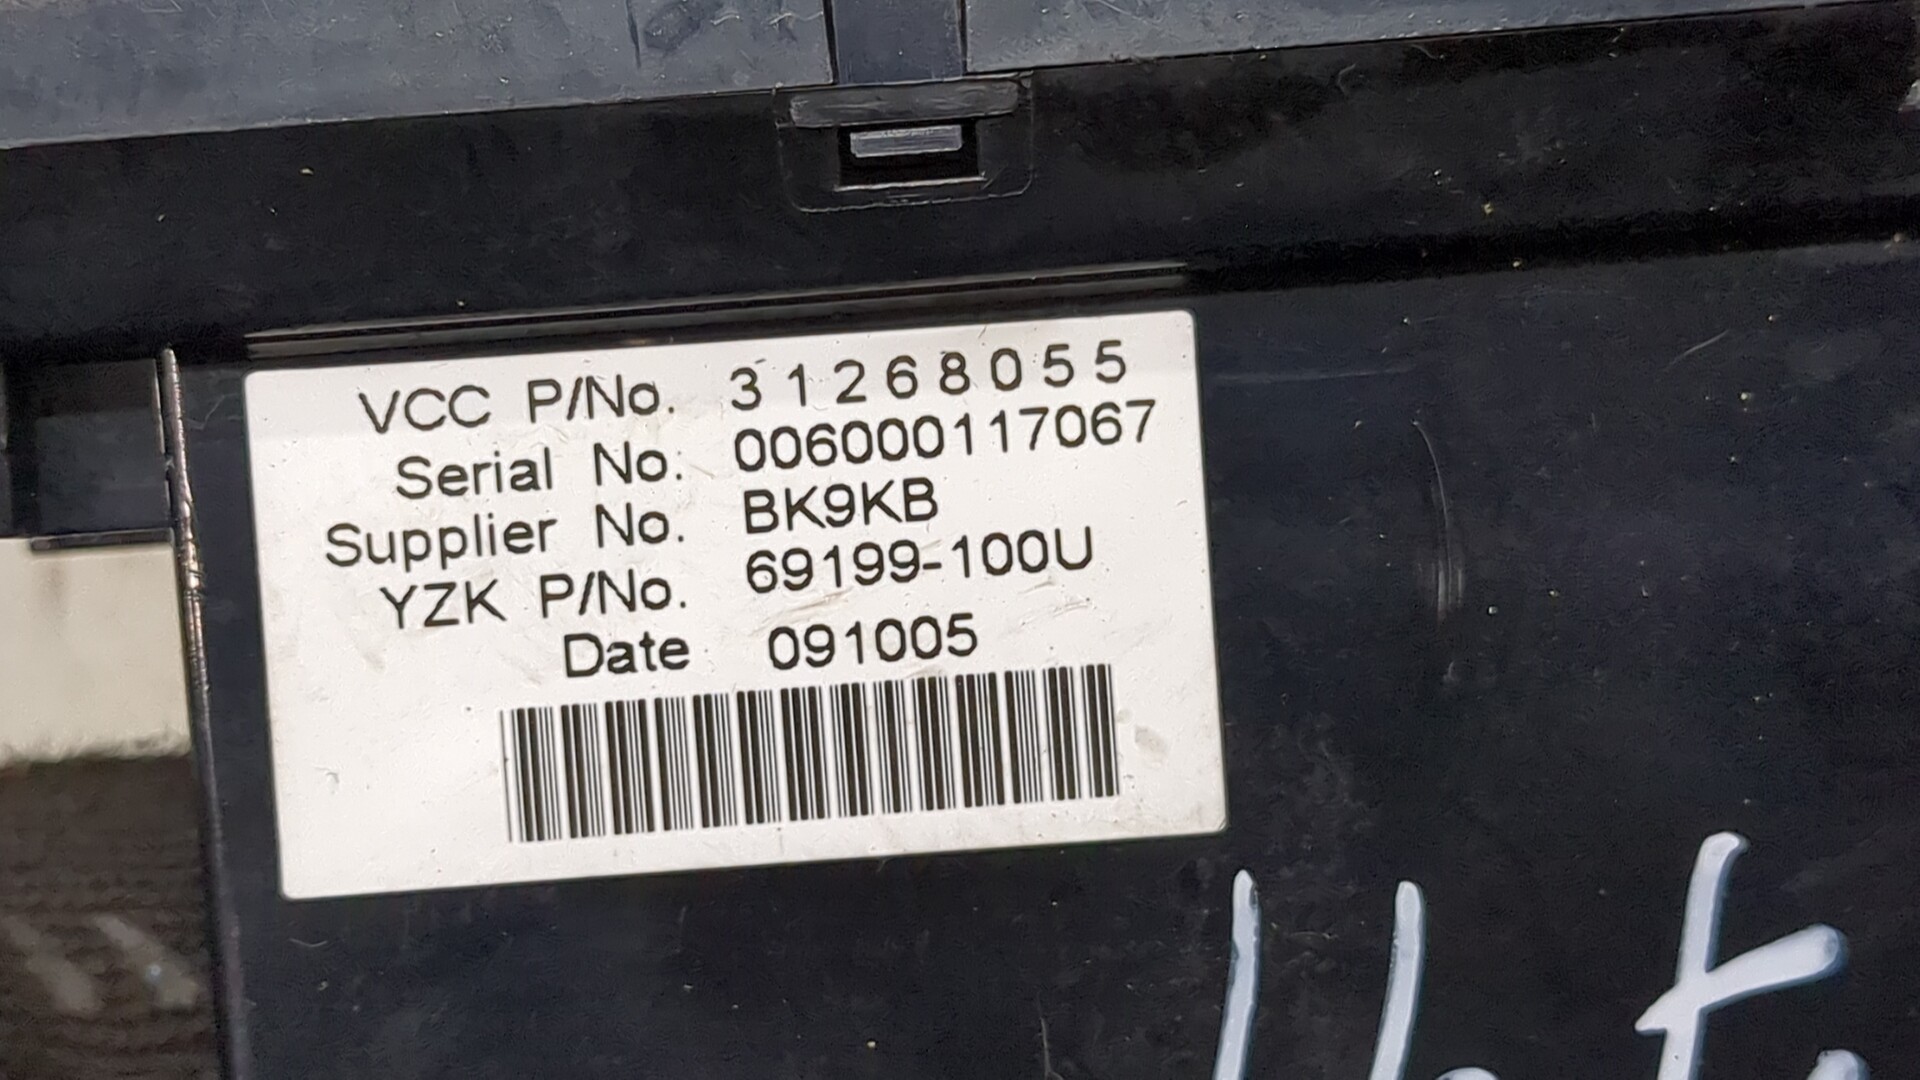 VCC P/No. 31268055
Serial No. 006000117067
Supplier No. BK9KB
YZK P/No. 69199-100U
Date 091005